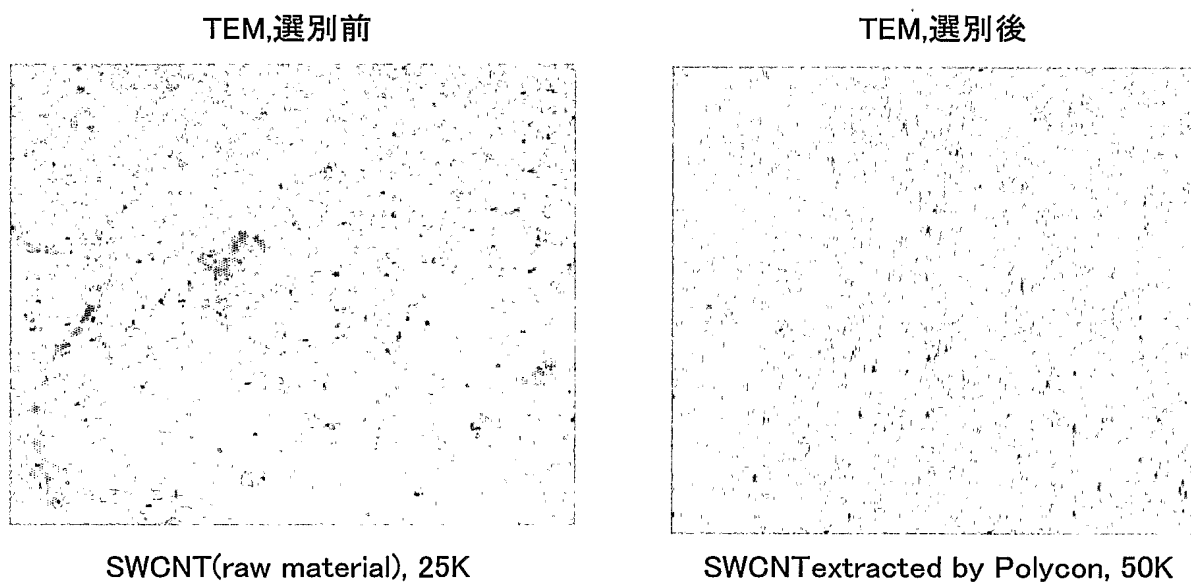 TEM,選別前
TEM,選別後
SWCNT(raw material), 25K
SWCNTextracted by Polycon, 50K